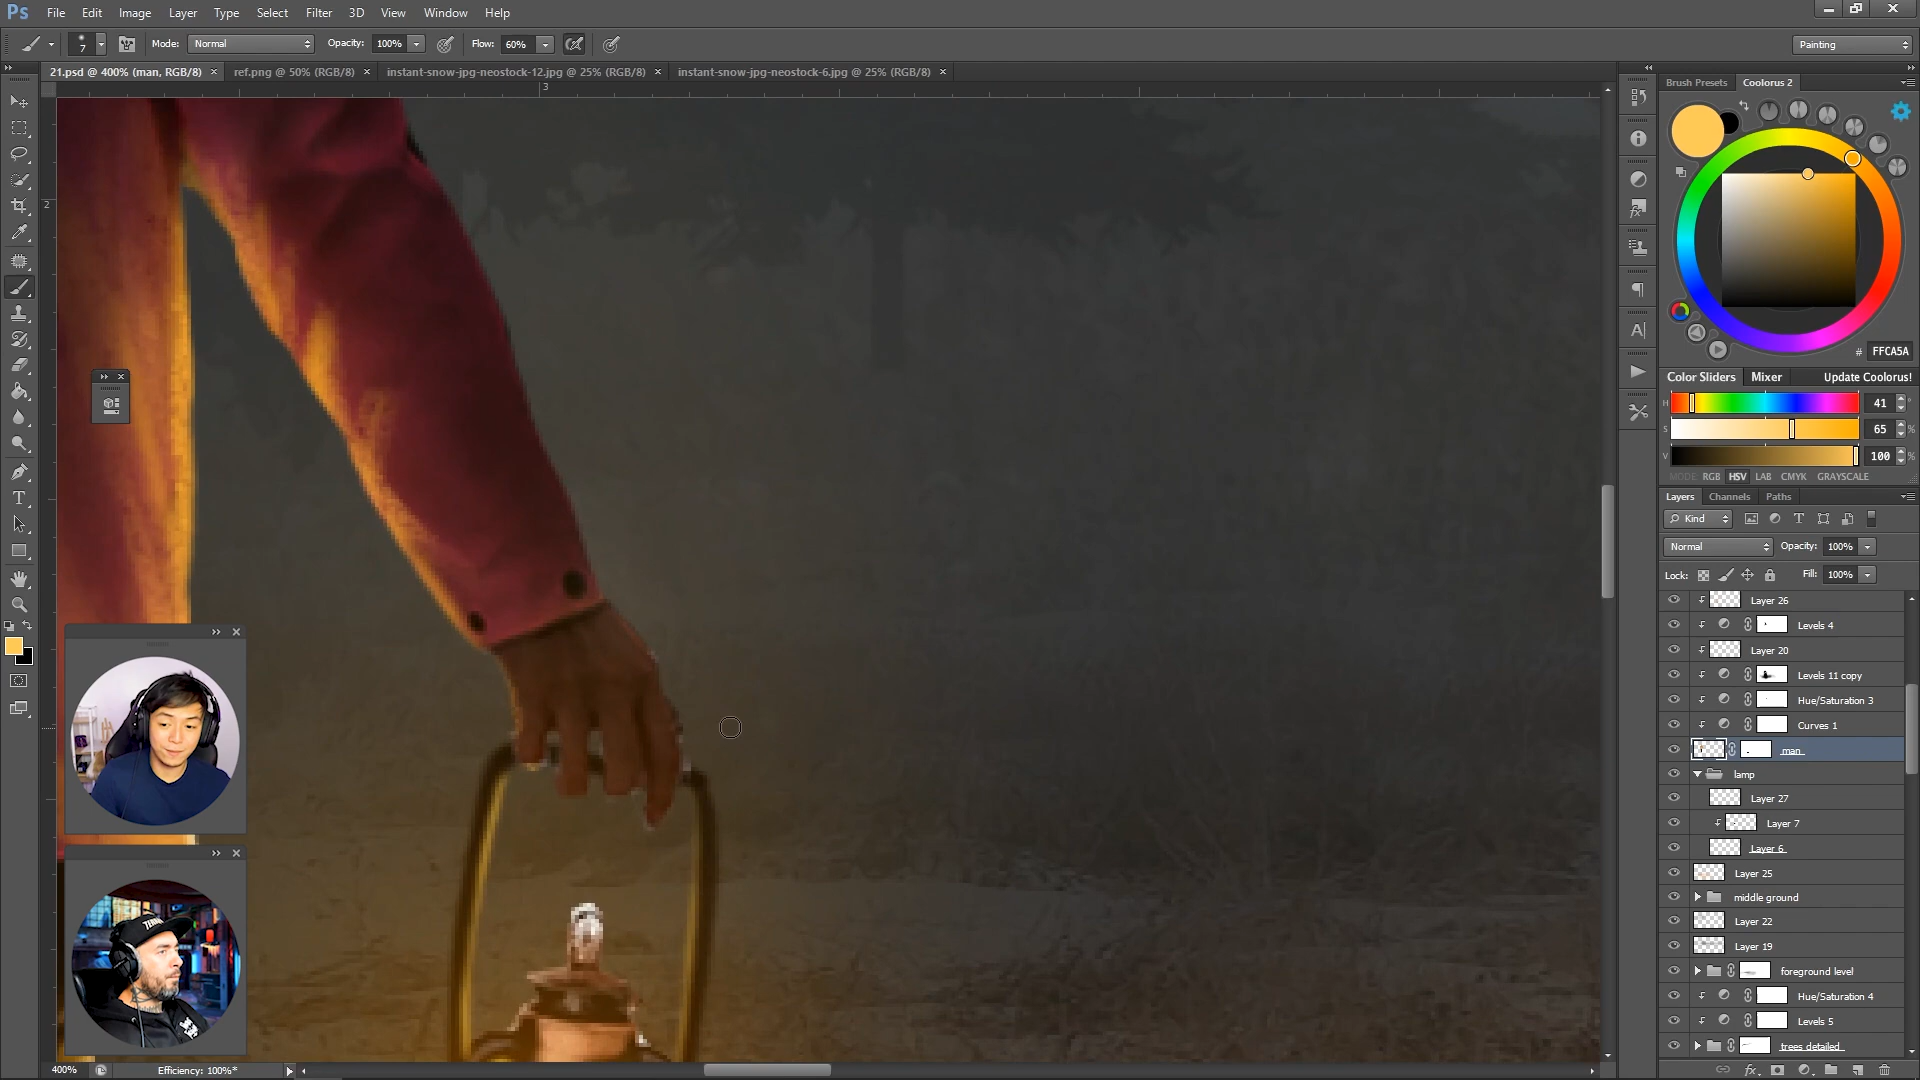 Ps File Edit Image Layer Type Select Filter 3D View Window Help
7 Mode: Normal Opacity: 100% Flow: 60% Painting
21.psd @ 400% (man, RGB/8) × ref.png @ 50% (RGB/8) × instant-snow-jpg-neostock-12.jpg @ 25% (RGB/8) × instant-snow-jpg-neostock-6.jpg @ 25% (RGB/8) ×
3
2
Brush Presets Coolorus 2
# FFCA5A
Color Sliders Mixer Update Coolorus!
H 41 °
S 65 %
V 100 %
MODE RGB HSV LAB CMYK GRAYSCALE
Layers Channels Paths
Kind
Normal Opacity: 100%
Lock: Fill: 100%
Layer 26
Levels 4
Layer 20
Levels 11 copy
Hue/Saturation 3
Curves 1
man
lamp
Layer 27
Layer 7
Layer 6
Layer 25
middle ground
Layer 22
Layer 19
foreground level
Hue/Saturation 4
Levels 5
trees detailed
400% Efficiency: 100%*